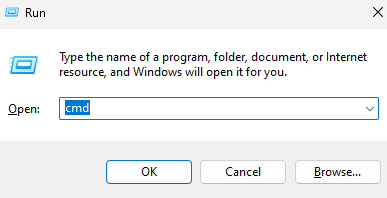 Run
Type the name of a program, folder, document, or Internet
resource, and Windows will open it for you.
Open: cmd
OK Cancel Browse...